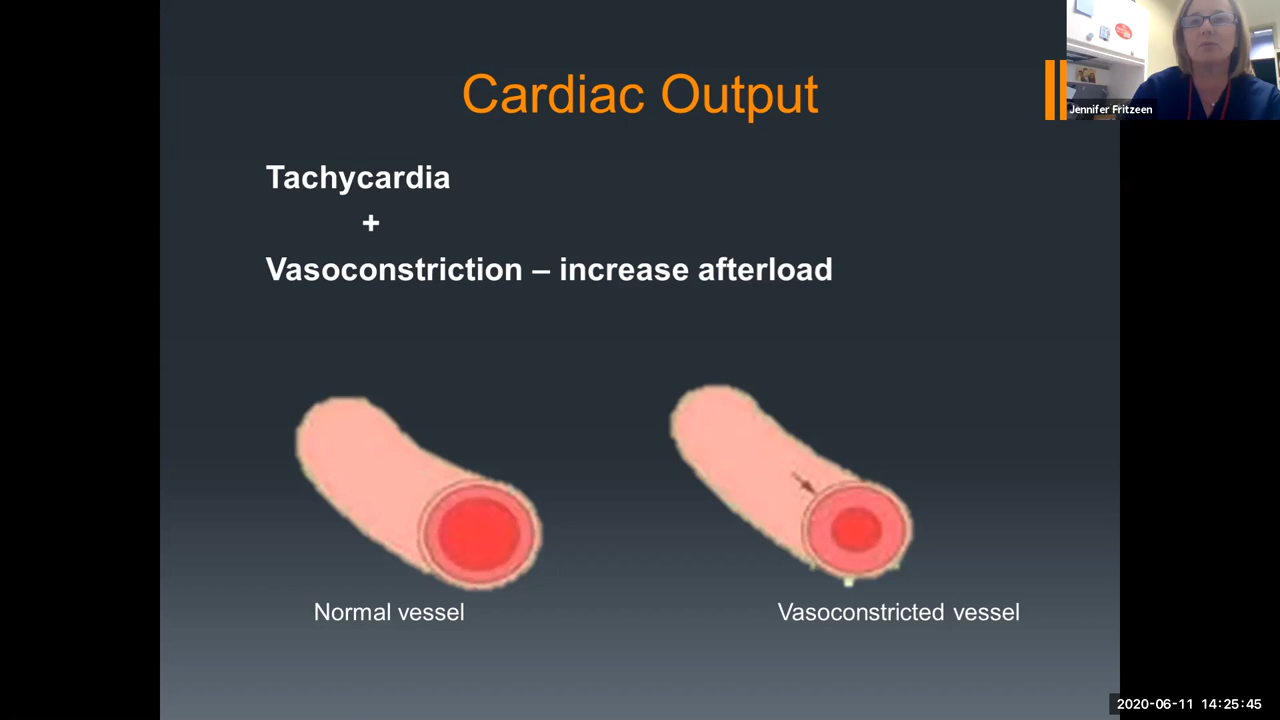 Cardiac Output
Jennifer Fritzeen
Tachycardia
+
Vasoconstriction – increase afterload
Normal vessel
Vasoconstricted vessel
2020-06-11 14:25:45